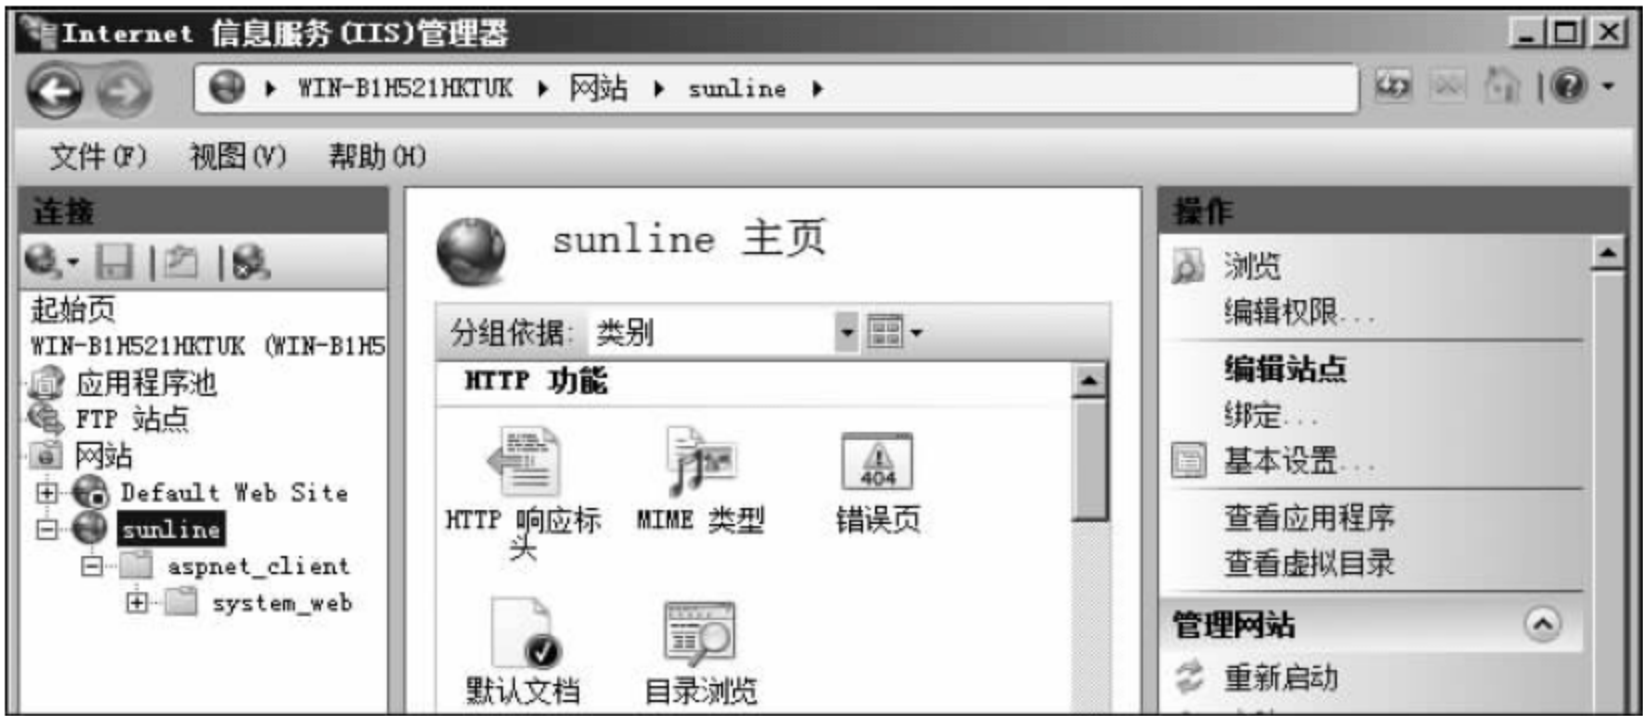 Internet 信息服务(IIS)管理器
WIN-B1H521HKTUK 网站 sunline
文件(F) 视图(V) 帮助(H)
连接
起始页
WIN-B1H521HKTUK (WIN-B1H5
应用程序池
FTP 站点
网站
Default Web Site
sunline
aspnet_client
system_web
sunline 主页
分组依据: 类别
HTTP 功能
404
HTTP 响应标
头
MIME 类型
错误页
默认文档
目录浏览
操作
浏览
编辑权限...
编辑站点
绑定...
基本设置...
查看应用程序
查看虚拟目录
管理网站
重新启动